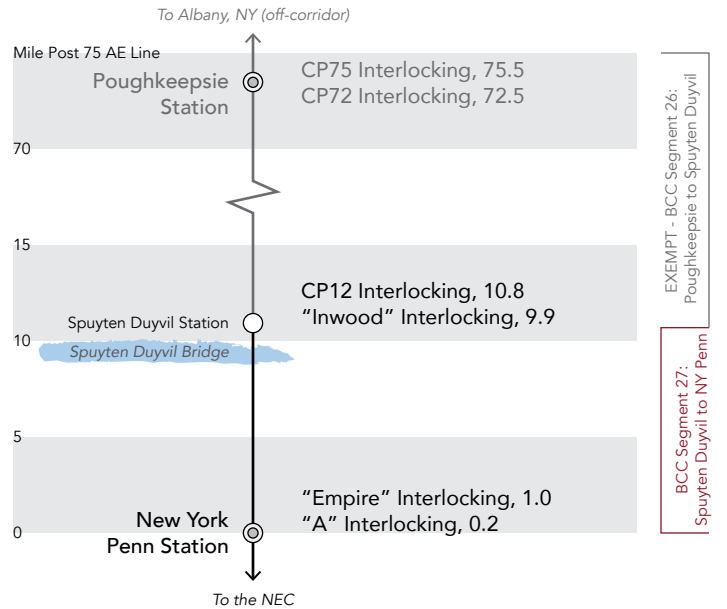 To Albany, NY (off-corridor)
Mile Post 75 AE Line
Poughkeepsie
Station
CP75 Interlocking, 75.5
CP72 Interlocking, 72.5
70
15
CP12 Interlocking, 10.8
“Inwood” Interlocking, 9.9
Spuyten Duyvil Station
10
Spuyten Duyvil Bridge
5
“Empire” Interlocking, 1.0
“A” Interlocking, 0.2
New York
Penn Station
0
To the NEC
EXEMPT - BCC Segment 26:
Poughkeepsie to Spuyten Duyvil
BCC Segment 27:
Spuyten Duyvil to NY Penn